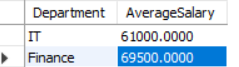 Department AverageSalary
IT 61000.0000
Finance 69500.0000